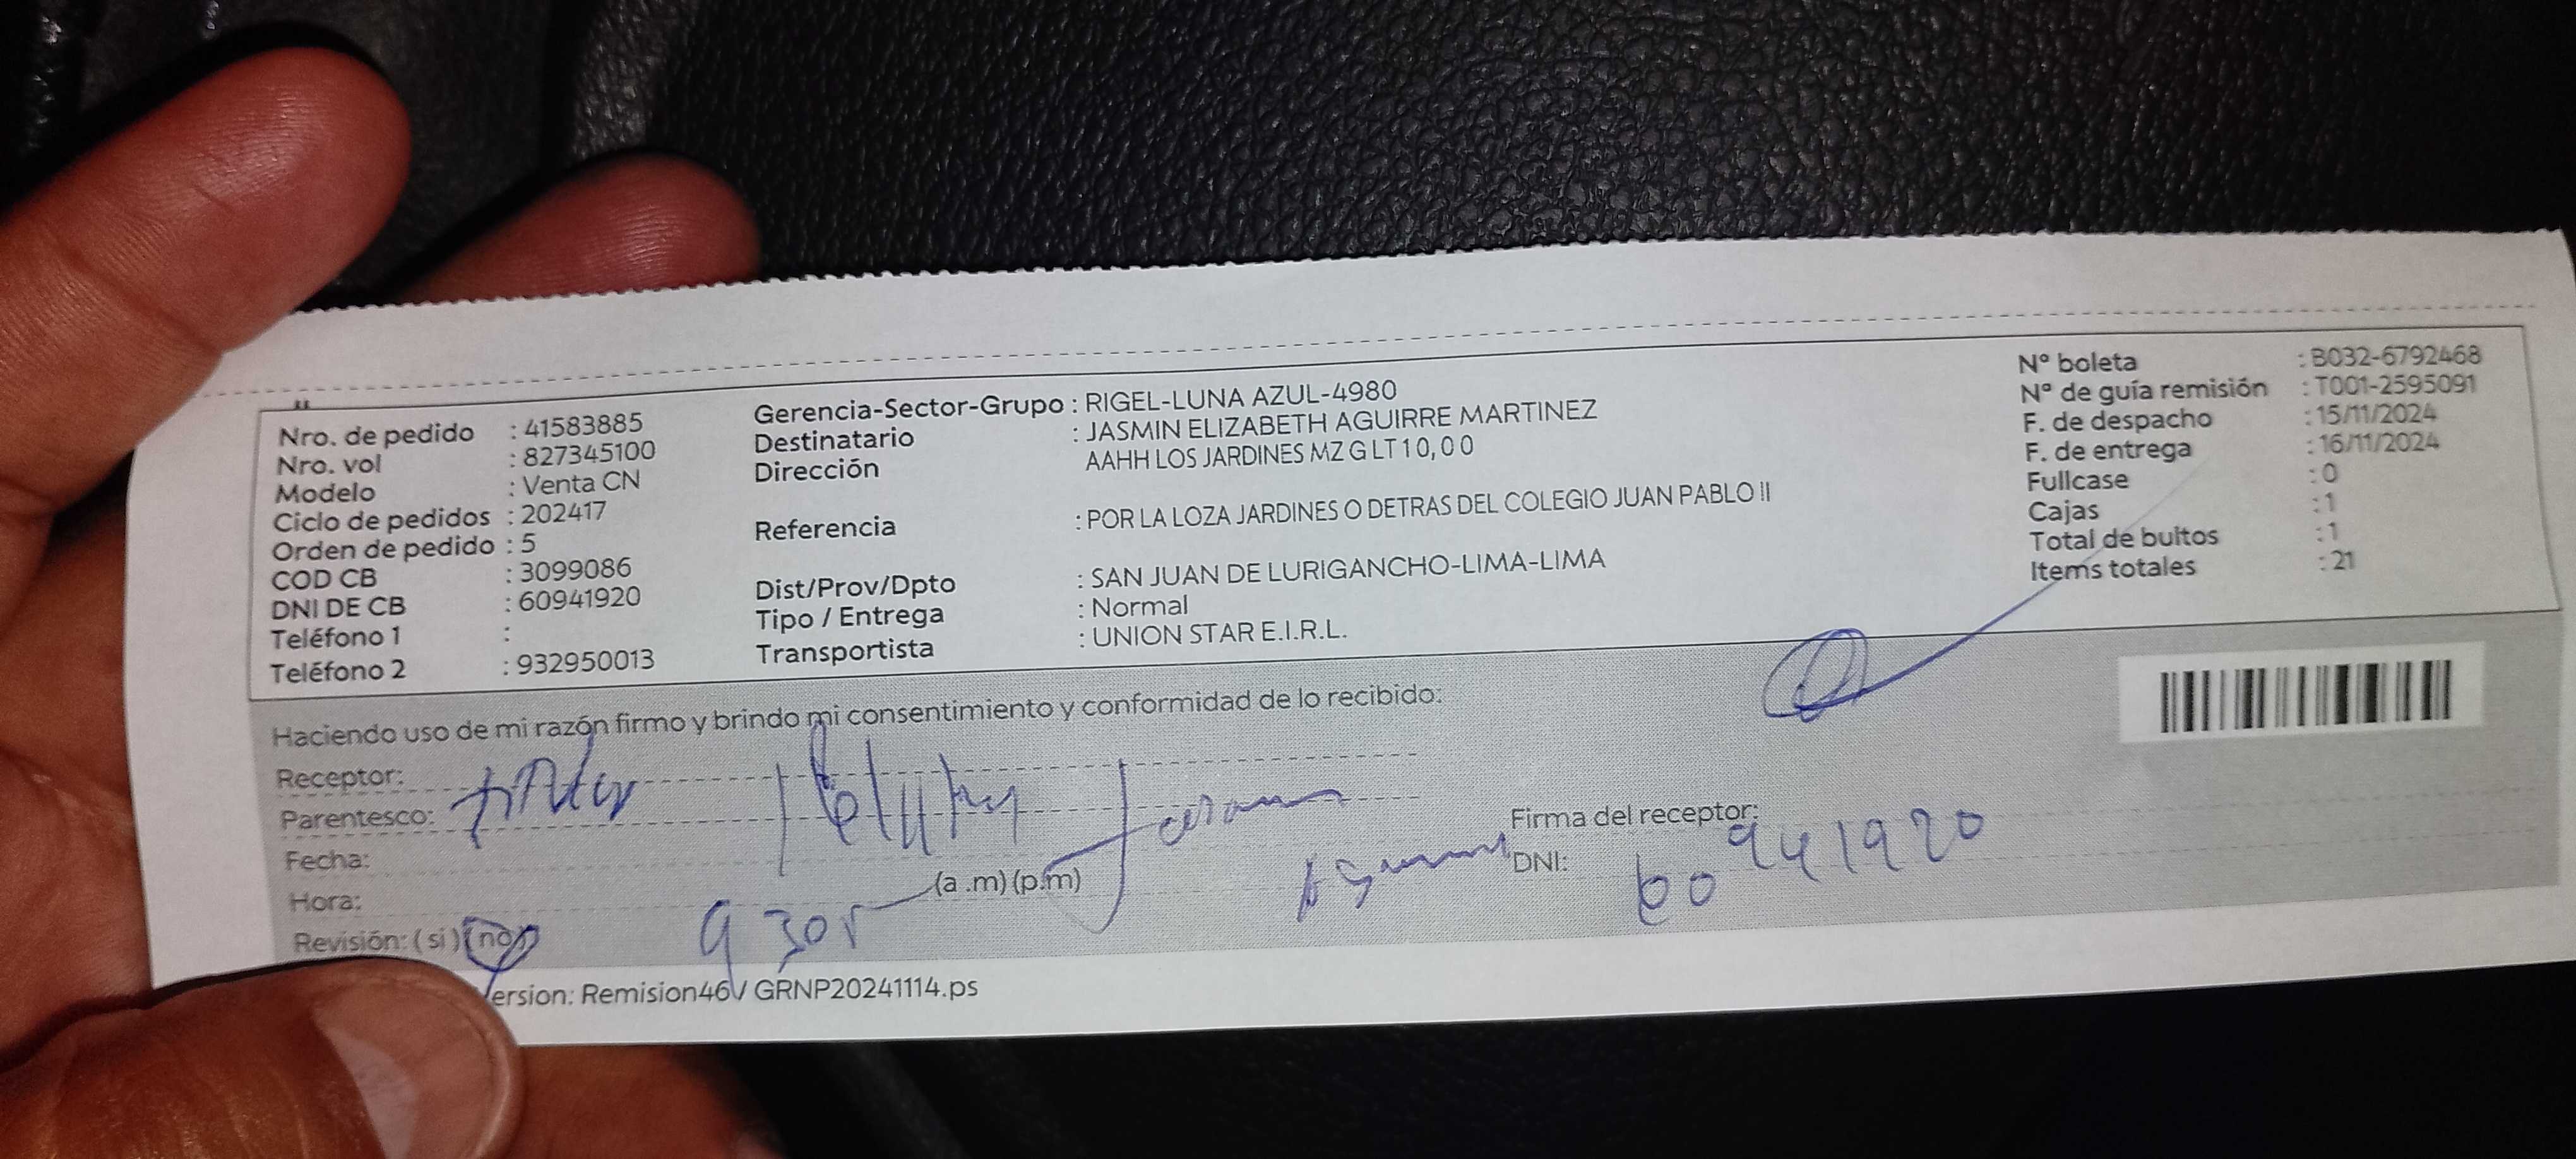 Nro. de pedido : 41583885
Nro. vol : 827345100
Modelo : Venta CN
Ciclo de pedidos : 202417
Orden de pedido : 5
COD CB : 3099086
DNI DE CB : 60941920
Teléfono 1 :
Teléfono 2 : 932950013
Gerencia-Sector-Grupo : RIGEL-LUNA AZUL-4980
Destinatario : JASMIN ELIZABETH AGUIRRE MARTINEZ
Dirección AAHH LOS JARDINES MZ G LT 10, 0 0
Referencia : POR LA LOZA JARDINES O DETRAS DEL COLEGIO JUAN PABLO II
Dist/Prov/Dpto : SAN JUAN DE LURIGANCHO-LIMA-LIMA
Tipo / Entrega : Normal
Transportista : UNION STAR E.I.R.L.
Nº boleta : B032-6792468
Nº de guía remisión : T001-2595091
F. de despacho : 15/11/2024
F. de entrega : 16/11/2024
Fullcase : 0
Cajas : 1
Total de bultos : 1
Items totales : 21
Haciendo uso de mi razón firmo y brindo mi consentimiento y conformidad de lo recibido:
Receptor:
Parentesco:
Fecha:
Hora: (a .m) (p.m)
Revisión: ( si ) (no)
Firma del receptor:
DNI: 60941920
ersion: Remision46 / GRNP20241114.ps